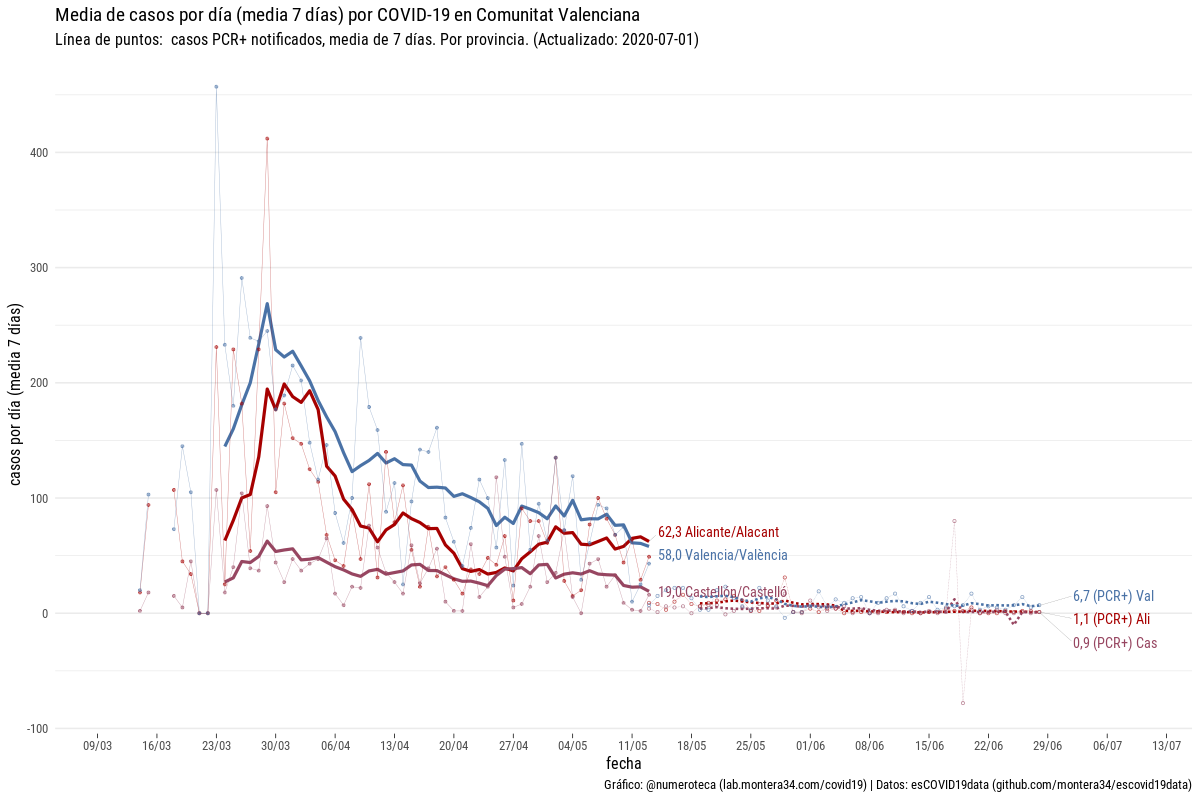 Media de casos por día (media 7 días) por COVID-19 en Comunitat Valenciana
Línea de puntos:  casos PCR+ notificados, media de 7 días. Por provincia. (Actualizado: 2020-07-01)
casos por día (media 7 días)
400
300
200
100
0
-100
62,3 Alicante/Alacant
58,0 Valencia/València
19,0 Castellón/Castelló
6,7 (PCR+) Val
1,1 (PCR+) Ali
0,9 (PCR+) Cas
09/03 16/03 23/03 30/03 06/04 13/04 20/04 27/04 04/05 11/05 18/05 25/05 01/06 08/06 15/06 22/06 29/06 06/07 13/07
fecha
Gráfico: @numeroteca (lab.montera34.com/covid19) | Datos: esCOVID19data (github.com/montera34/escovid19data)